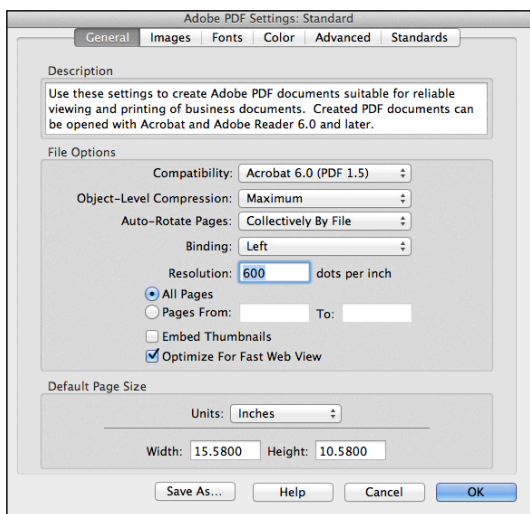 Adobe PDF Settings: Standard
General Images Fonts Color Advanced Standards
Description
Use these settings to create Adobe PDF documents suitable for reliable
viewing and printing of business documents.  Created PDF documents can
be opened with Acrobat and Adobe Reader 6.0 and later.
File Options
Compatibility: Acrobat 6.0 (PDF 1.5)
Object-Level Compression: Maximum
Auto-Rotate Pages: Collectively By File
Binding: Left
Resolution: 600 dots per inch
All Pages
Pages From: To:
Embed Thumbnails
Optimize For Fast Web View
Default Page Size
Units: Inches
Width: 15.5800 Height: 10.5800
Save As... Help Cancel OK